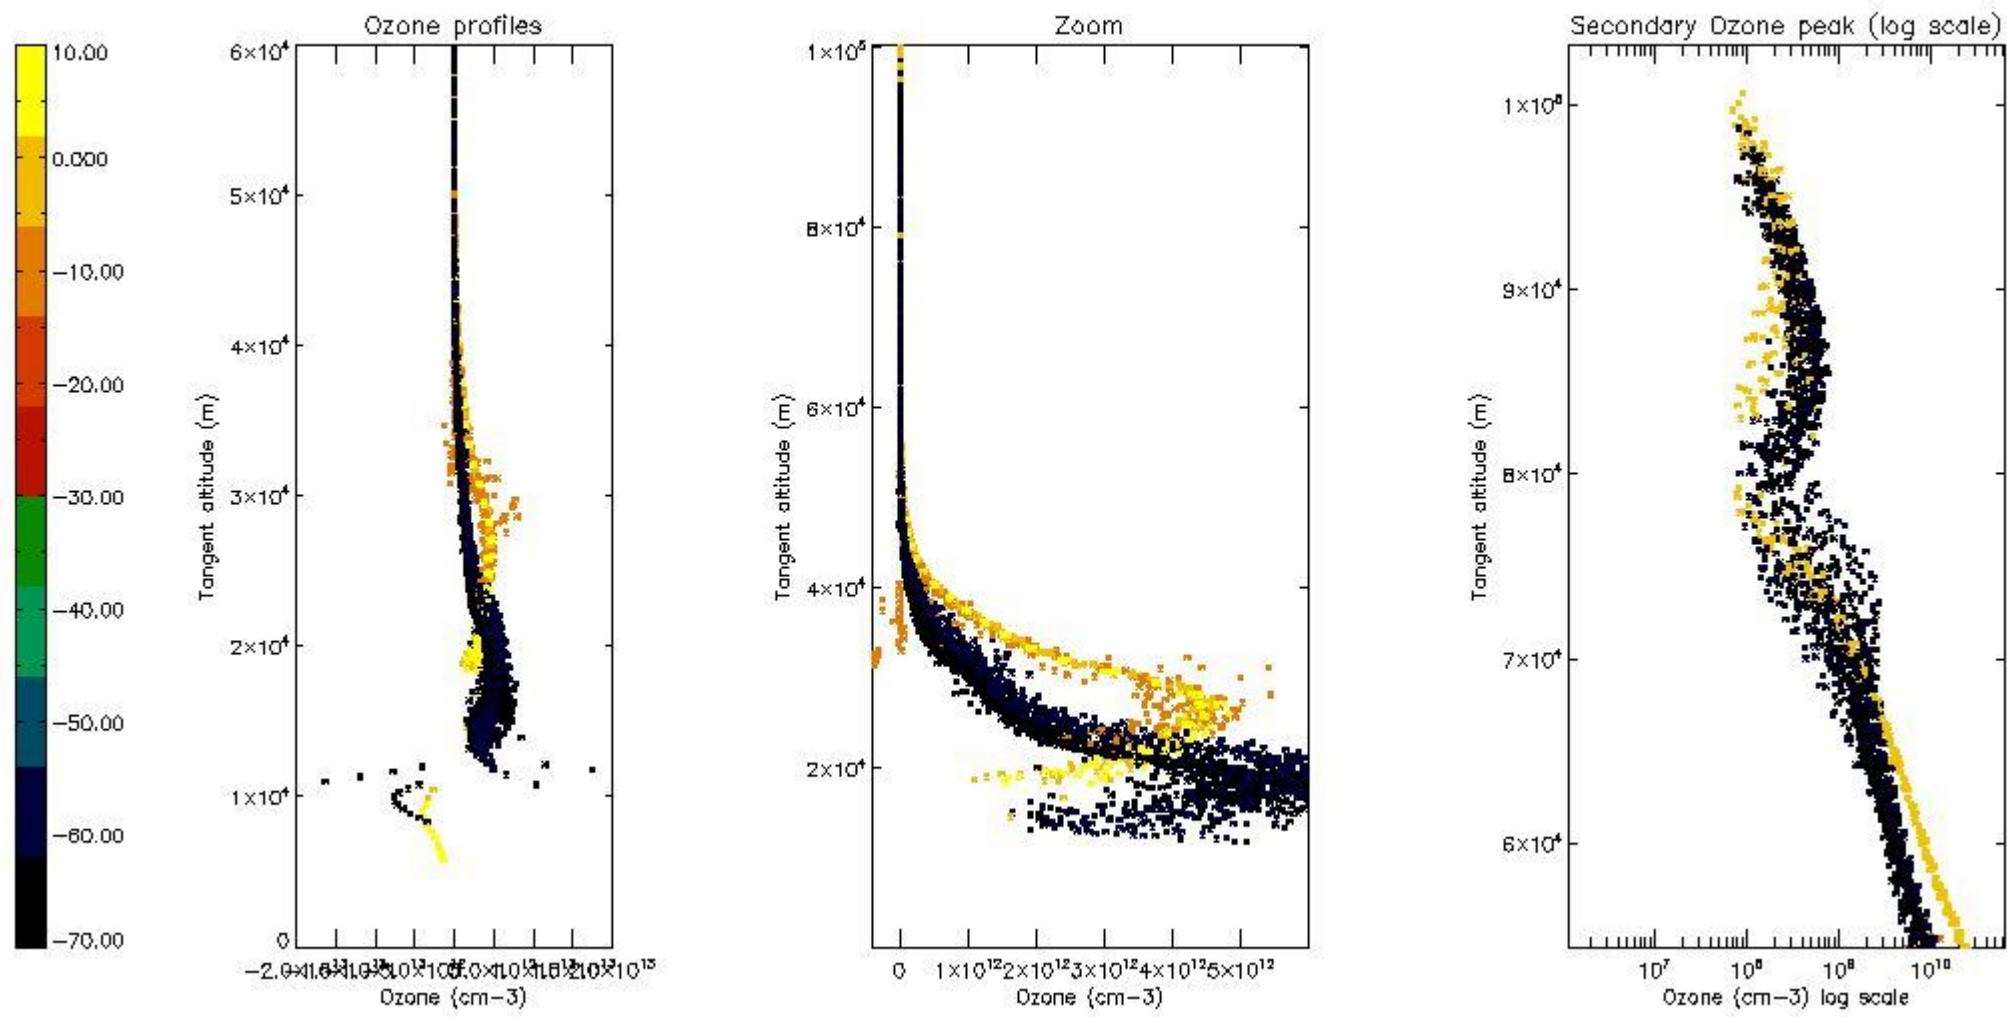 Ozone profiles
Zoom
Secondary Ozone peak (log scale)
10.00
0.000
−10.00
−20.00
−30.00
−40.00
−50.00
−60.00
−70.00
6×10⁴
5×10⁴
4×10⁴
3×10⁴
2×10⁴
1×10⁴
0
Tangent altitude (m)
Ozone (cm−3)
1×10⁵
8×10⁴
6×10⁴
4×10⁴
2×10⁴
Tangent altitude (m)
0 1×10¹² 2×10¹² 3×10¹² 4×10¹² 5×10¹²
Ozone (cm−3)
1×10⁵
9×10⁴
8×10⁴
7×10⁴
6×10⁴
Tangent altitude (m)
10⁷ 10⁸ 10⁹ 10¹⁰
Ozone (cm−3) log scale